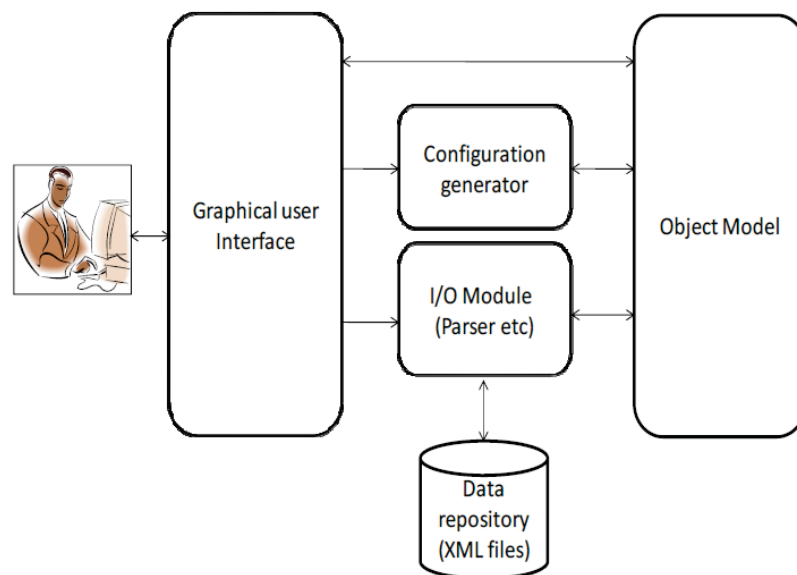 Graphical user
Interface
Configuration
generator
I/O Module
(Parser etc)
Object Model
Data
repository
(XML files)